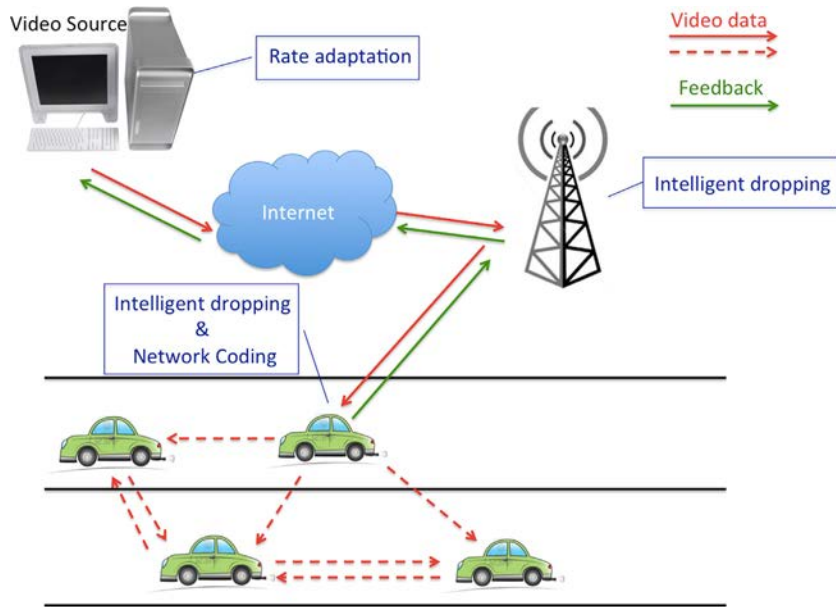 Video Source
Rate adaptation
Video data
Feedback
Internet
Intelligent dropping
Intelligent dropping
&
Network Coding